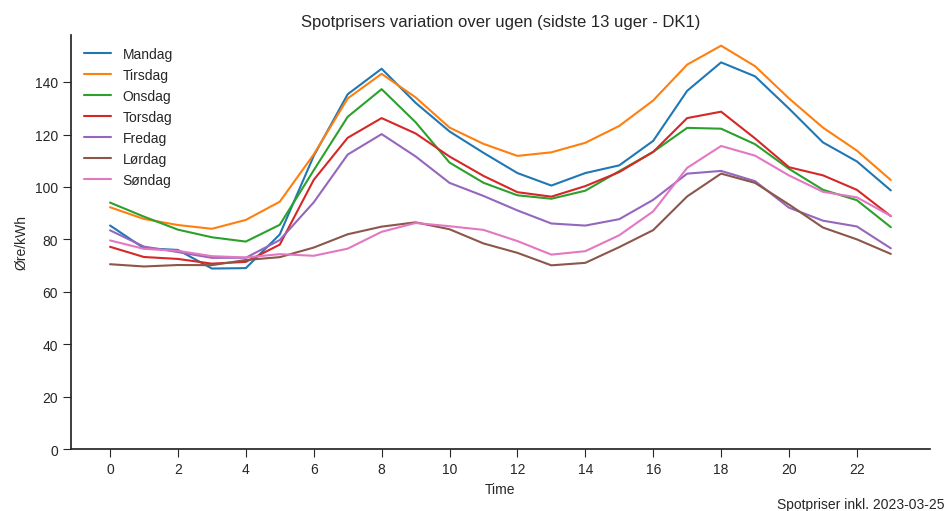 Spotprisers variation over ugen (sidste 13 uger - DK1)
Mandag
Tirsdag
Onsdag
Torsdag
Fredag
Lørdag
Søndag
Øre/kWh
140
120
100
80
60
40
20
0
0 2 4 6 8 10 12 14 16 18 20 22
Time
Spotpriser inkl. 2023-03-25